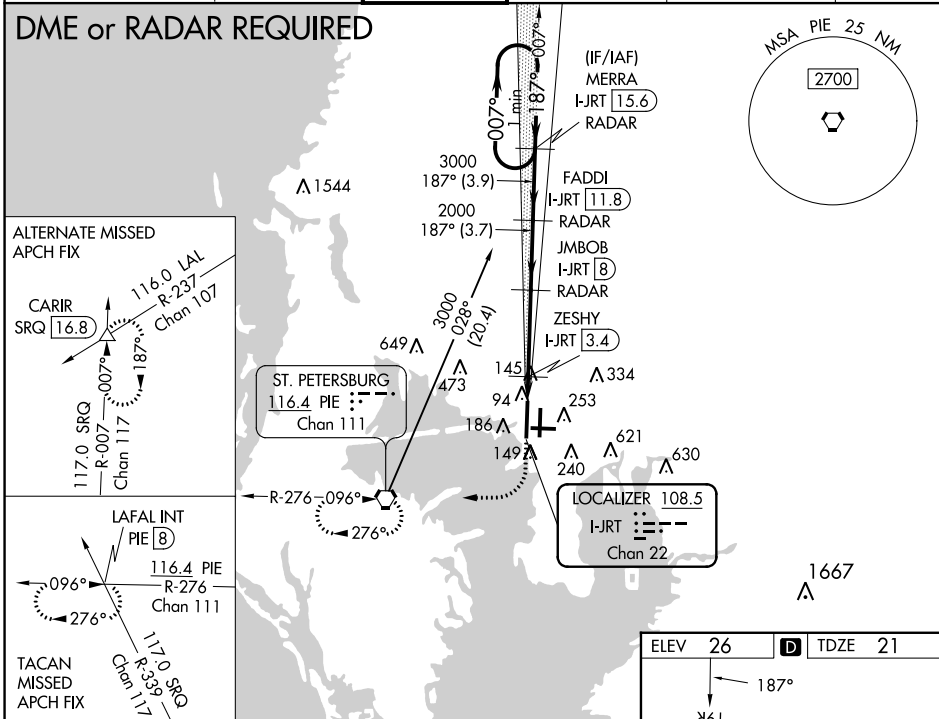 DME or RADAR REQUIRED
MSA PIE 25 NM
2700
007°
1 min
187°
007°
(IF/IAF)
MERRA
I-JRT 15.6
RADAR
3000
187° (3.9)
FADDI
I-JRT 11.8
RADAR
2000
187° (3.7)
JMBOB
I-JRT 8
RADAR
ZESHY
I-JRT 3.4
1544
ALTERNATE MISSED
APCH FIX
116.0 LAL
R-237
Chan 107
CARIR
SRQ 16.8
007°
187°
117.0 SRQ
R-007
Chan 117
3000
028°
(20.4)
649
473
145
334
94
253
186
149
240
621
630
ST. PETERSBURG
116.4 PIE
Chan 111
R-276
096°
276°
LOCALIZER 108.5
I-JRT
Chan 22
1667
LAFAL INT
PIE 8
116.4 PIE
R-276
Chan 111
096°
276°
117.0 SRQ
R-339
Chan 117
TACAN
MISSED
APCH FIX
ELEV 26
D
TDZE 21
187°